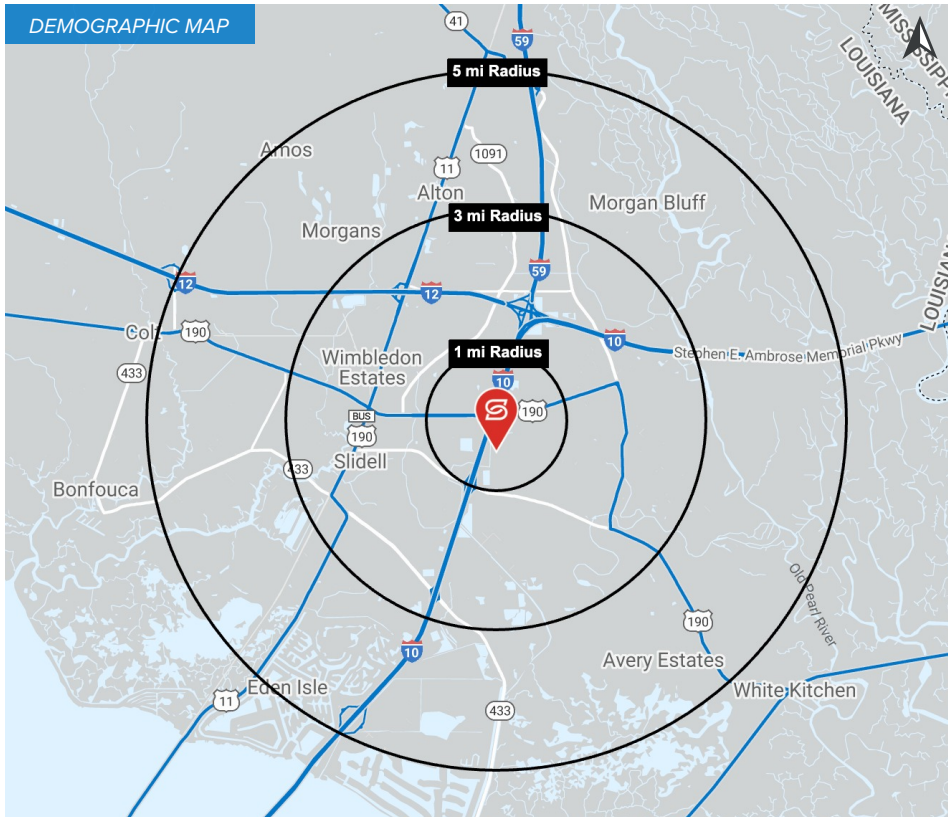 DEMOGRAPHIC MAP
41
59
MISSISSIPPI
LOUISIANA
5 mi Radius
Amos
1091
11
Alton
3 mi Radius
Morgan Bluff
Morgans
59
12
12
LOUISIANA
Colt
190
10
Stephen E. Ambrose Memorial Pkwy
1 mi Radius
433
Wimbledon
Estates
10
190
BUS
190
Slidell
433
Bonfouca
Old Pearl River
190
10
Avery Estates
Eden Isle
White Kitchen
11
433